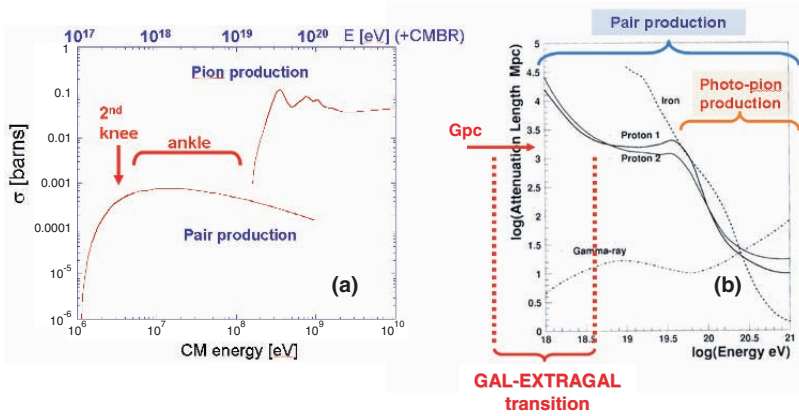 10^17 10^18 10^19 10^20 E [eV] (+CMBR)
1
0.1
0.01
0.001
0.0001
10^-5
10^-6
σ [barns]
Pion production
2nd
knee
ankle
Pair production
(a)
10^6 10^7 10^8 10^9 10^10
CM energy [eV]
Pair production
Photo-pion
production
Gpc
log(Attenuation Length Mpc)
5
4.5
4
3.5
3
2.5
2
1.5
1
0.5
0
Iron
Proton 1
Proton 2
Gamma-ray
(b)
18 18.5 19 19.5 20 20.5 21
log(Energy eV)
GAL-EXTRAGAL
transition